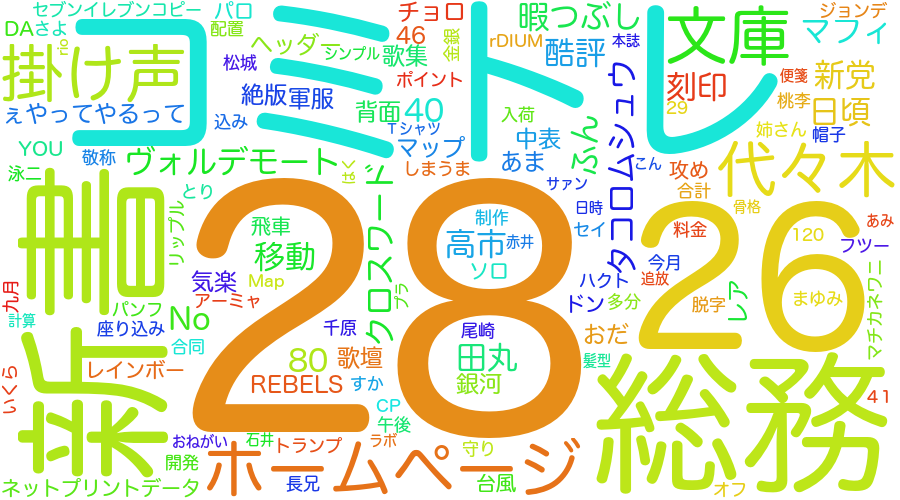 セブンイレブンコピー
パロ
チョロ
暇つぶし
ジョンデ
マフィ
DA
さよ
rio
配置
ヘッダー
46
金銀
rDIUM
本誌
文庫
掛け声
コミトレ
シンプル
歌集
酷評
松城
ポイント
刻印
便箋
新党
絶版
軍服
29
桃李
日頃
ぇやってやるって
込み
背面
40
入荷
タコロムシュウ
姉さん
帽子
Tシャツ
マップ
中表
ふん
YOU
敬称
ヴォルデモート
あま
こん
攻め
代々木
泳二
はく
しまうま
サァン
合計
とり
新書
28
26
クロスワード
制作
日時
骨格
リップル
飛車
移動
高市
赤井
セイ
料金
120
あみ
フツー
気楽
Map
ソロ
ハクト
今月
追放
九月
アーミャ
プラ
ドン
多分
脱字
レア
まゆみ
マチカネワニ
計算
パンフ
座り込み
No
千原
尾崎
おだ
合同
80
歌壇
田丸
髪型
いくら
レインボー
REBELS
すか
銀河
総務
41
CP
午後
おねがい
石井
トランプ
ラボ
守り
開発
ホームページ
ネットプリントデータ
長兄
台風
オフ